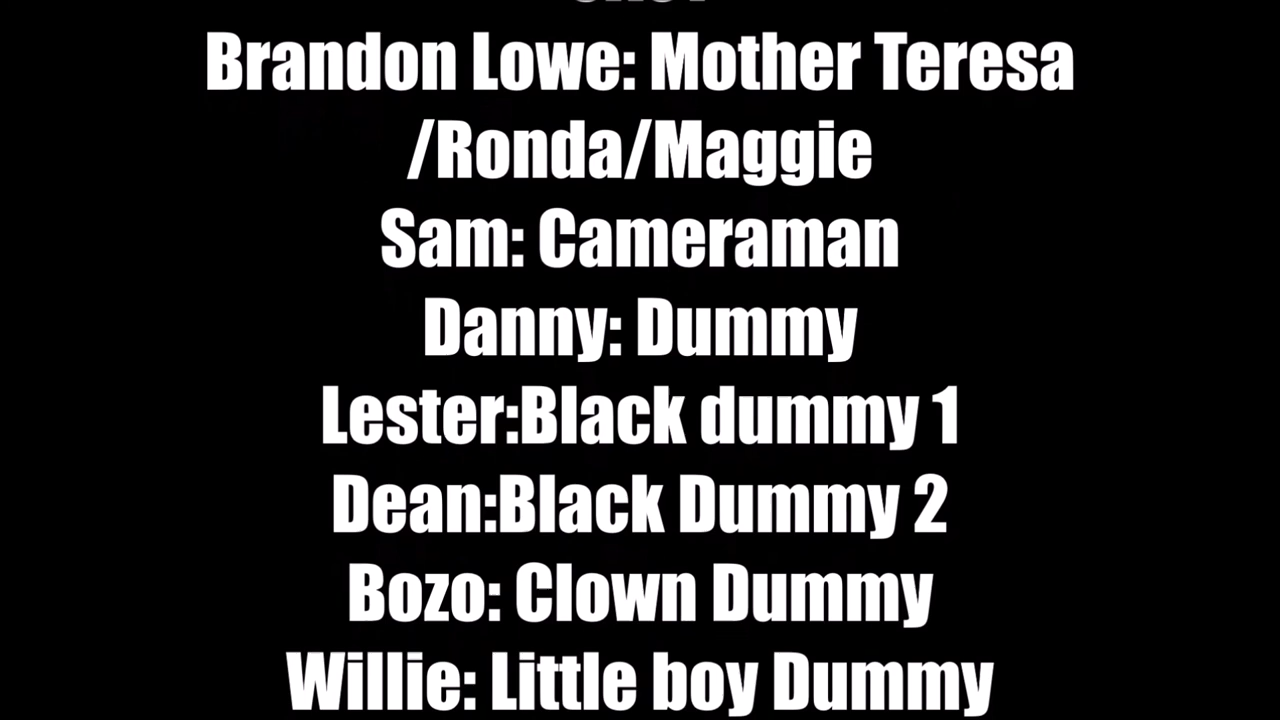 Brandon Lowe: Mother Teresa
/Ronda/Maggie
Sam: Cameraman
Danny: Dummy
Lester:Black dummy 1
Dean:Black Dummy 2
Bozo: Clown Dummy
Willie: Little boy Dummy